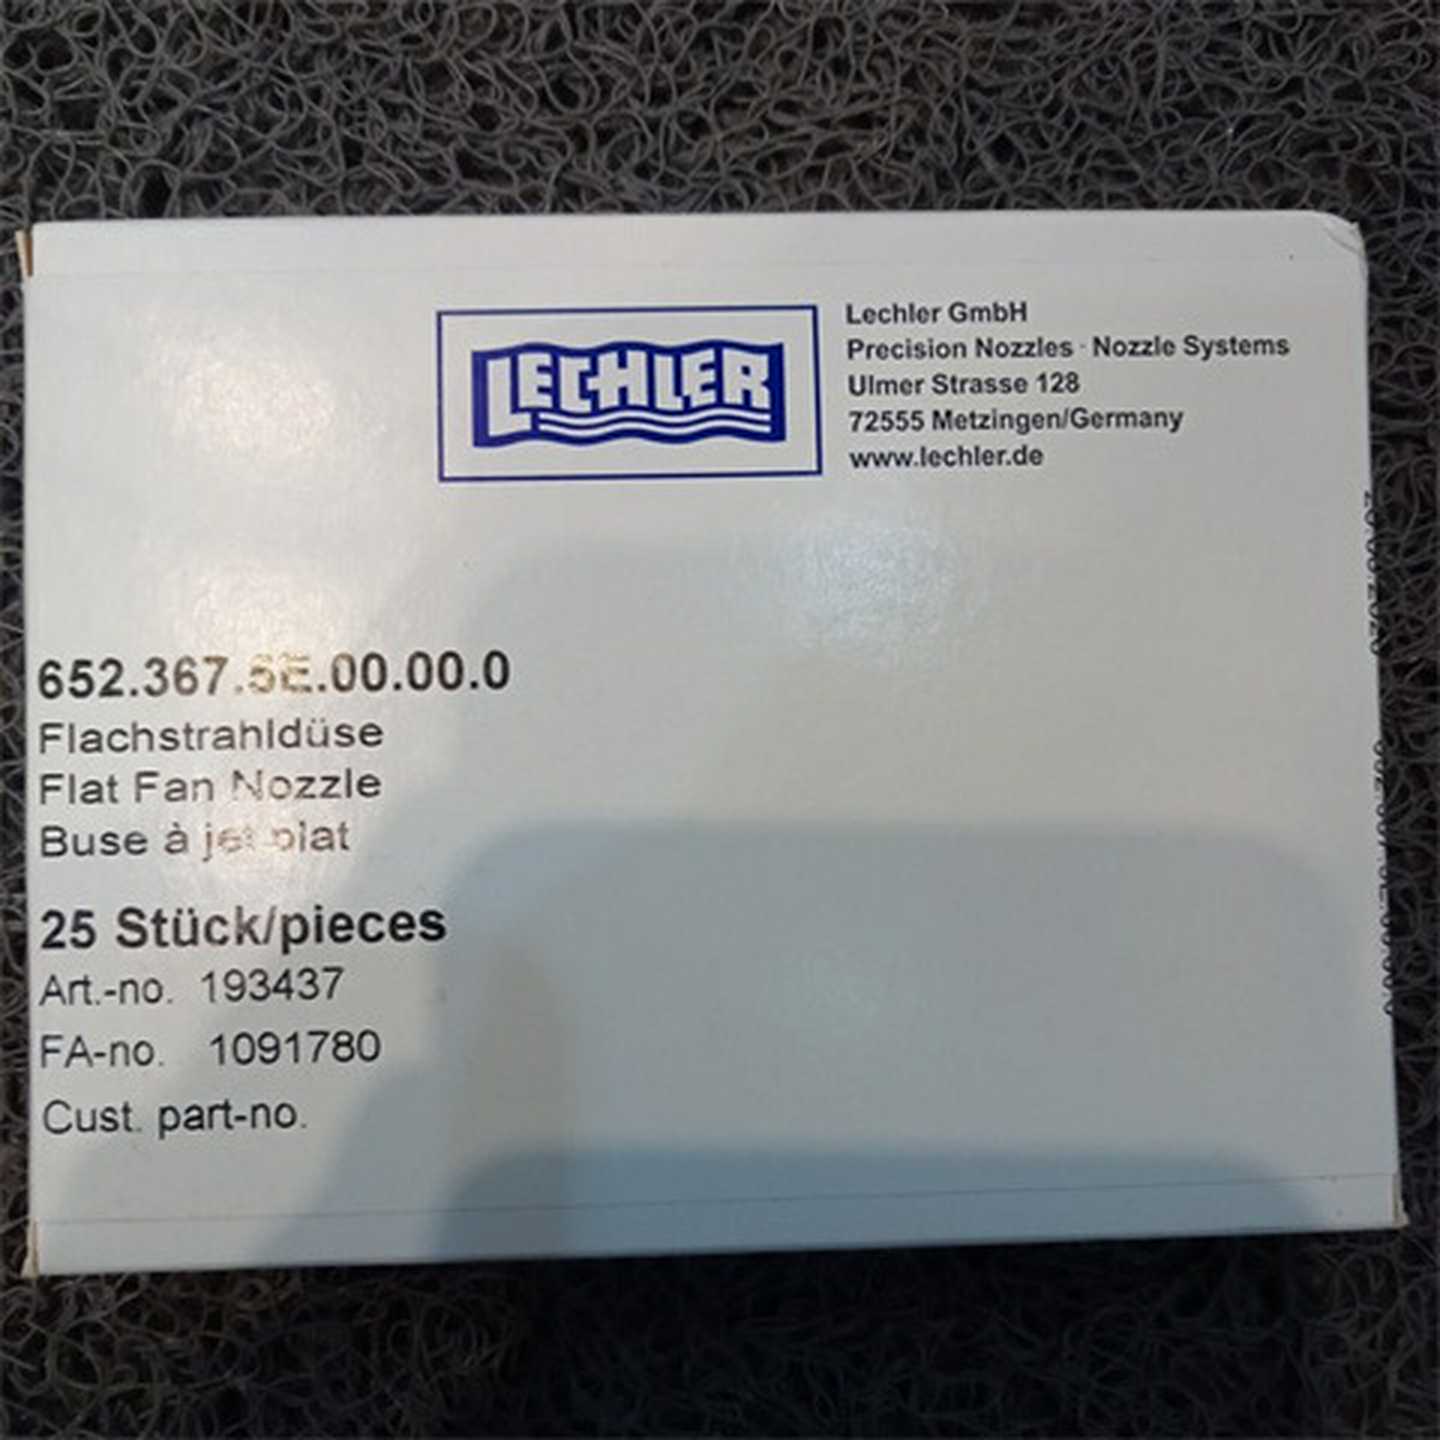 LECHLER
Lechler GmbH
Precision Nozzles · Nozzle Systems
Ulmer Strasse 128
72555 Metzingen/Germany
www.lechler.de
652.367.5E.00.00.0
Flachstrahldüse
Flat Fan Nozzle
Buse à jet plat
25 Stück/pieces
Art.-no. 193437
FA-no. 1091780
Cust. part-no.